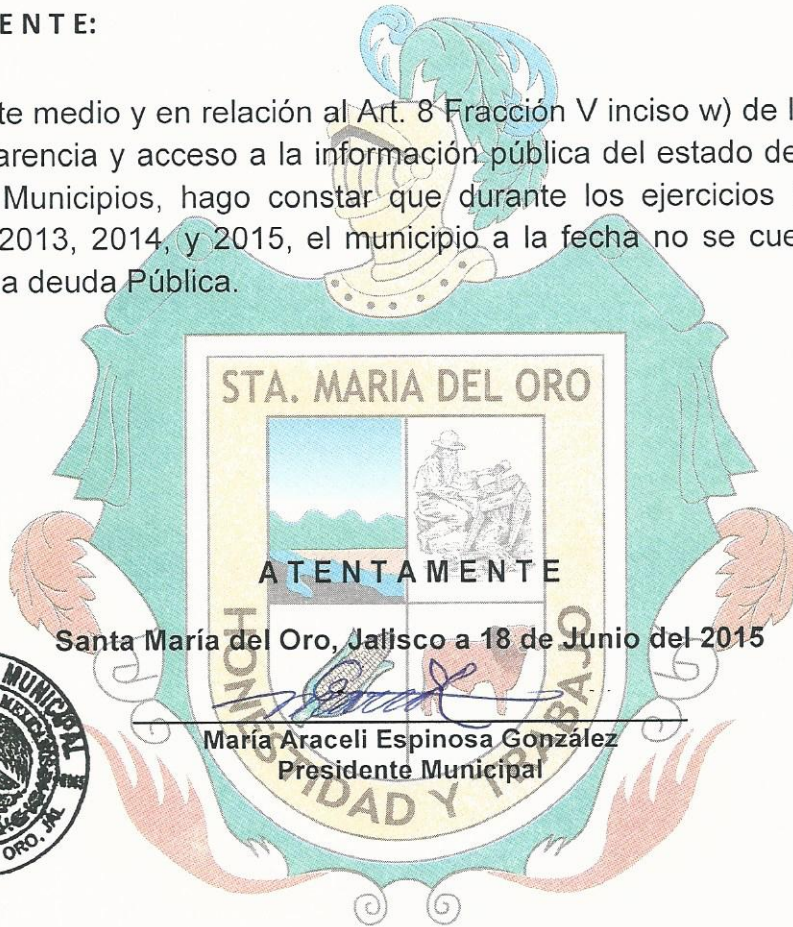 E N T E:
te medio y en relación al Art. 8 Fracción V inciso w) de l
arencia y acceso a la información pública del estado de
Municipios, hago constar que durante los ejercicios
2013, 2014, y 2015, el municipio a la fecha no se cue
a deuda Pública.
STA. MARIA DEL ORO
A T E N T A M E N T E
Santa María del Oro, Jalisco a 18 de Junio del 2015
HONESTIDAD Y TRABAJO
María Araceli Espinosa González
Presidente Municipal
MUNICIPAL
MEXICANOS
ORO, JAL